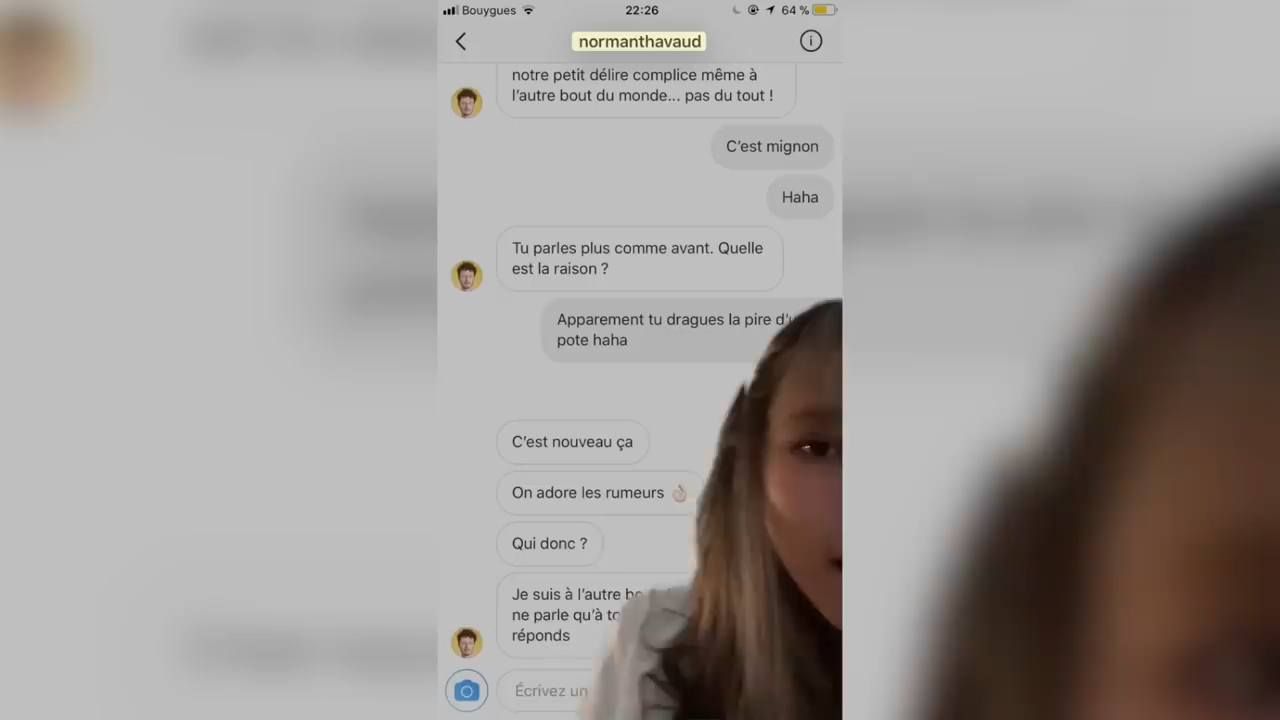 Bouygues 22:26 64 %
normanthavaud
notre petit délire complice même à
l'autre bout du monde... pas du tout !
C'est mignon
Haha
Tu parles plus comme avant. Quelle
est la raison ?
Apparement tu dragues la pire
pote haha
C'est nouveau ça
On adore les rumeurs 👌🏻
Qui donc ?
Je suis à l'autre
ne parle qu'à
réponds
Écrivez un